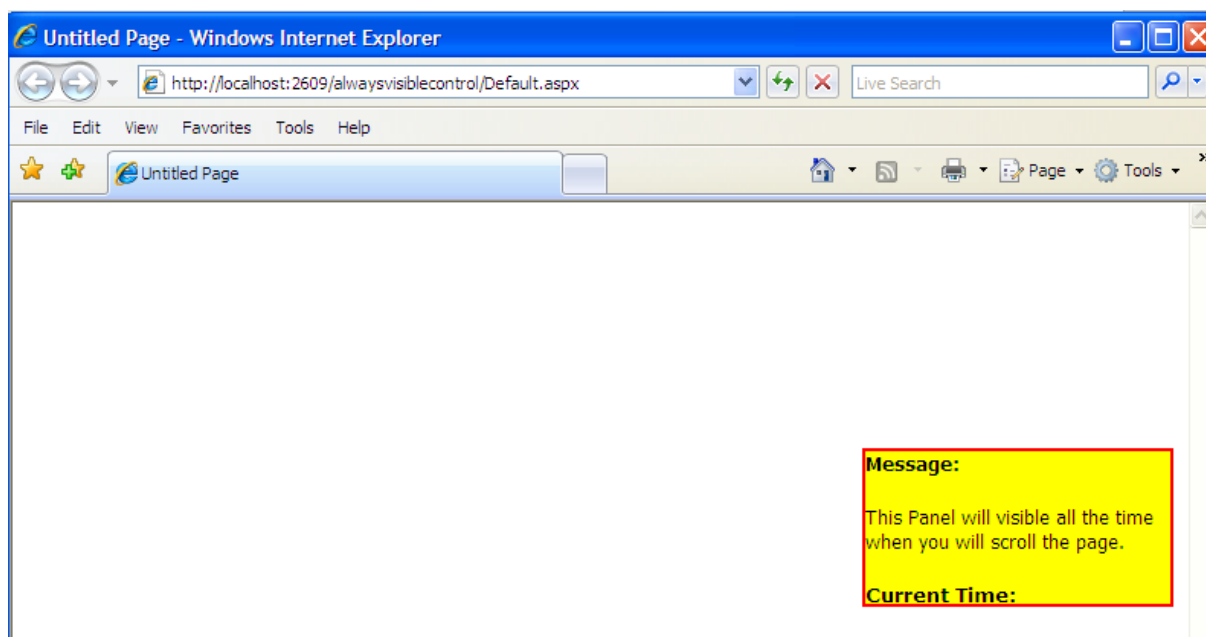 Untitled Page - Windows Internet Explorer
http://localhost:2609/alwaysvisiblecontrol/Default.aspx
Live Search
File Edit View Favorites Tools Help
Untitled Page
Page
Tools
Message:
This Panel will visible all the time
when you will scroll the page.
Current Time: